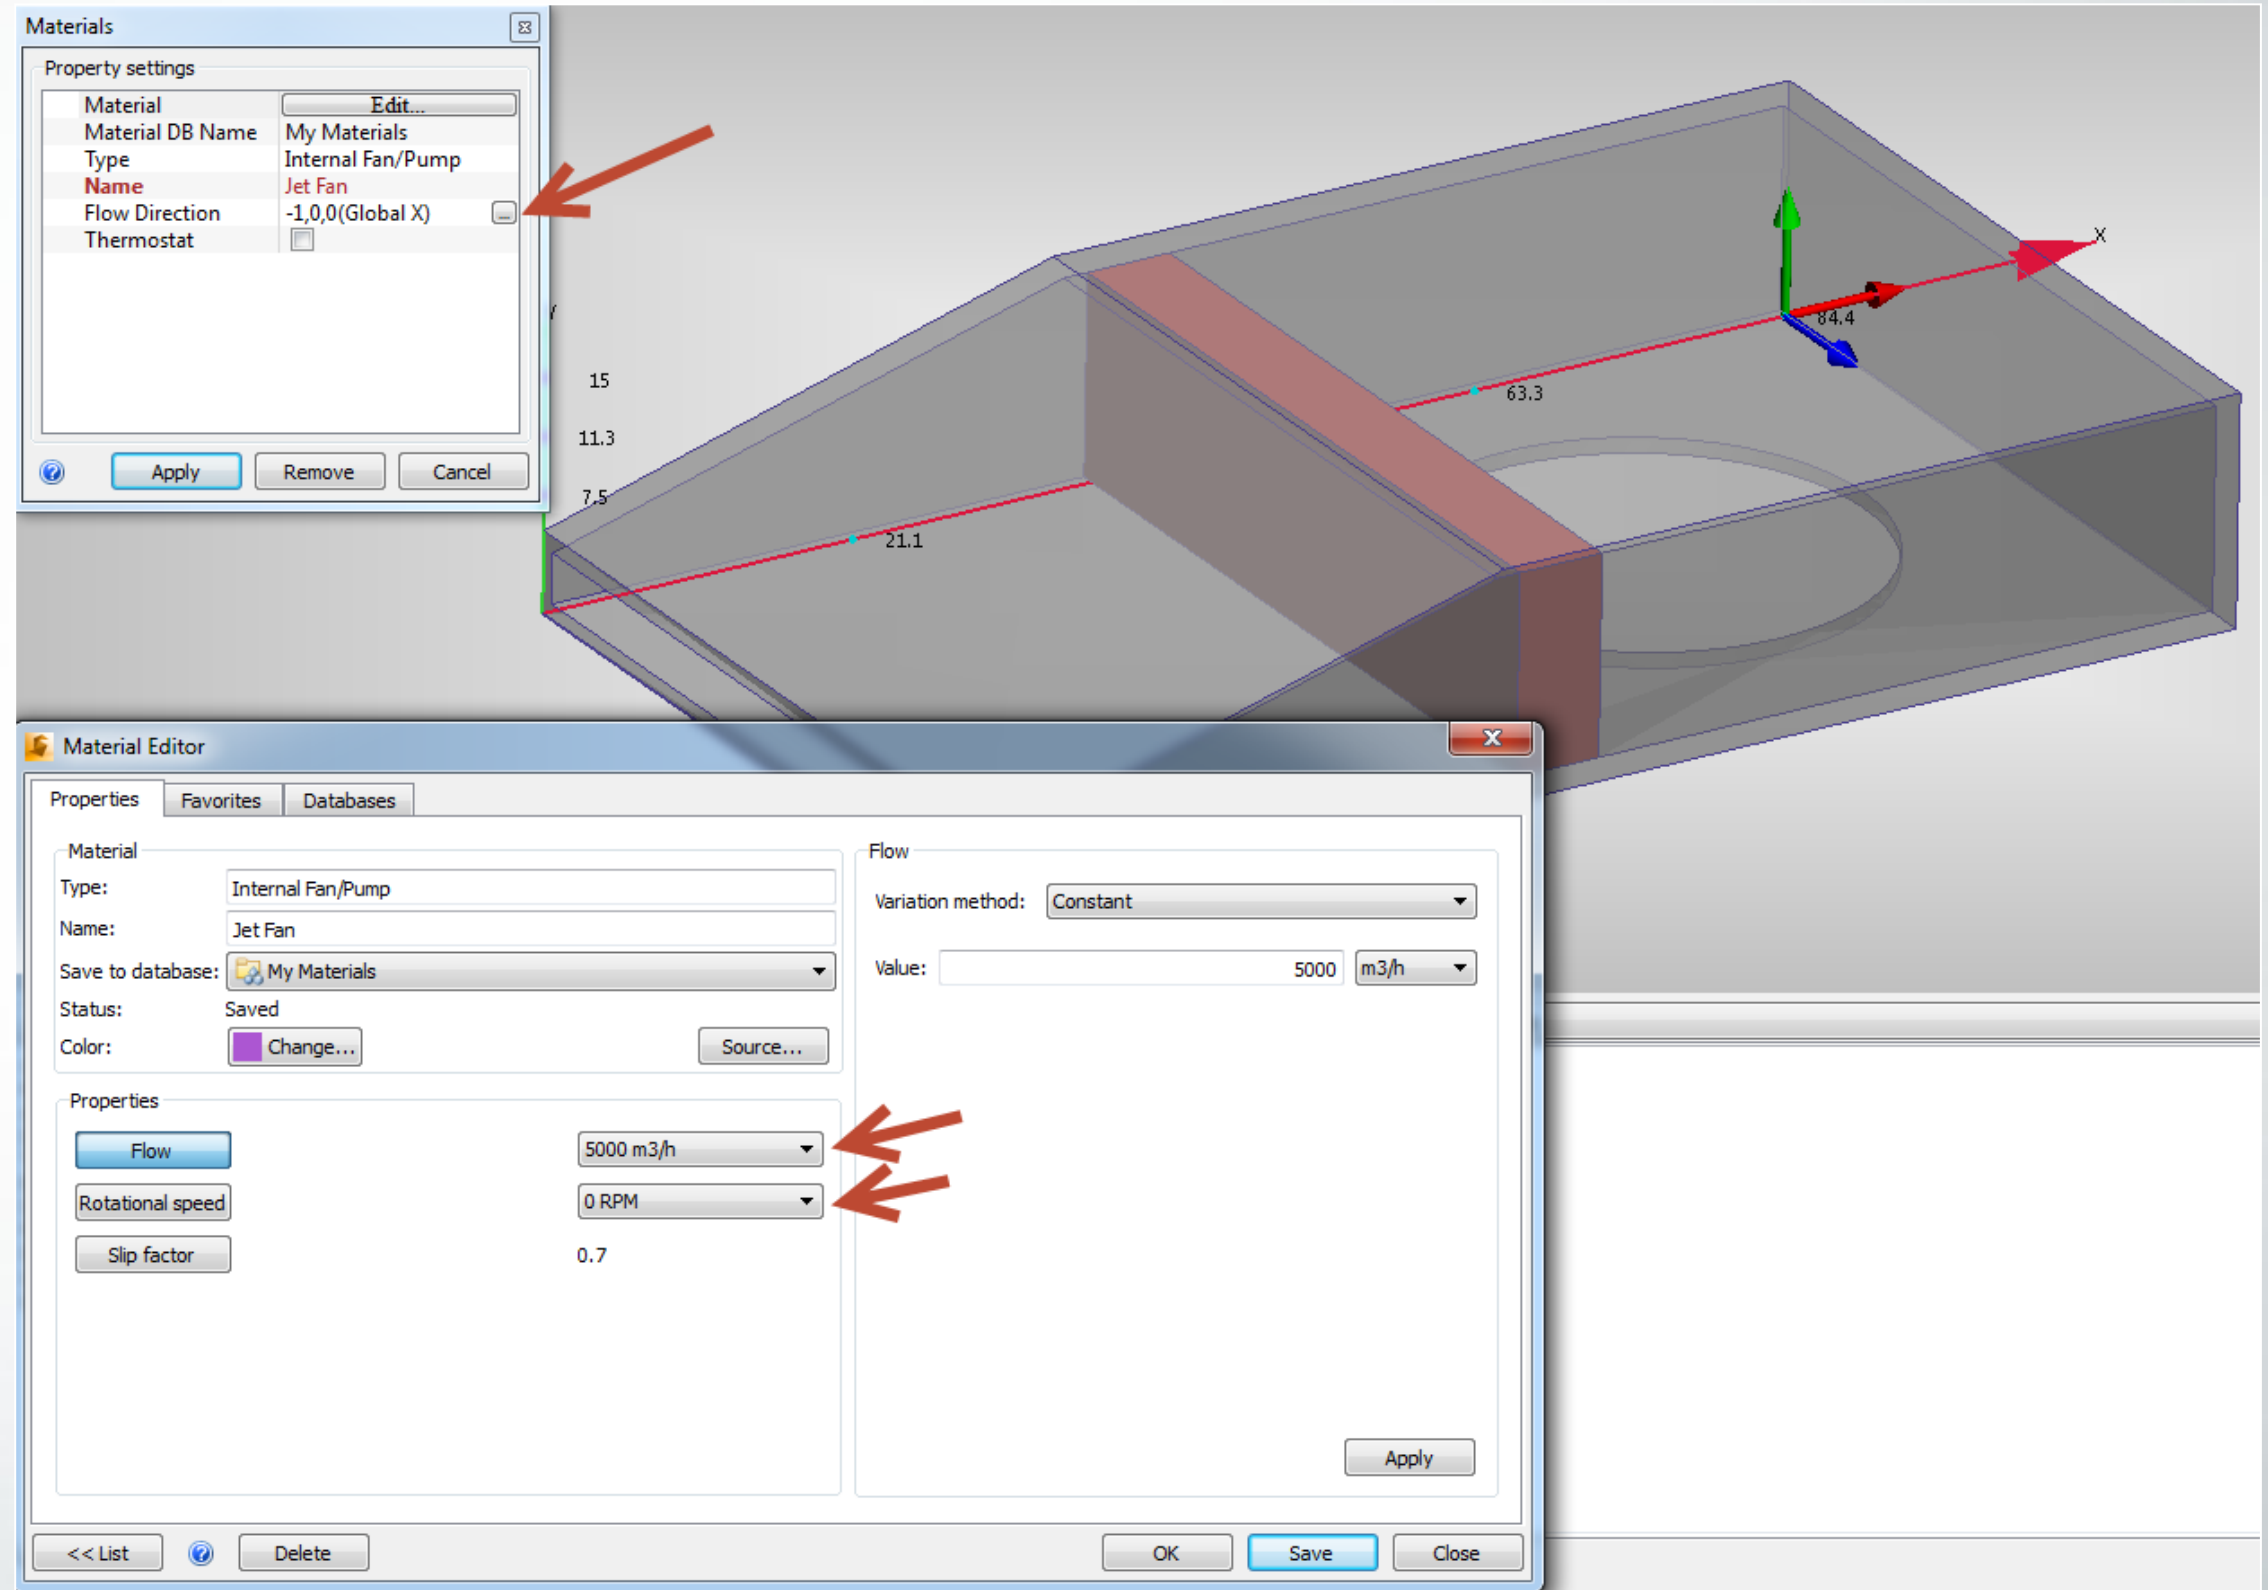 Materials
Property settings
Material Edit...
Material DB Name My Materials
Type Internal Fan/Pump
Name Jet Fan
Flow Direction -1,0,0(Global X) ...
Thermostat
Apply Remove Cancel
X
84.4
63.3
21.1
15
11.3
7.5
Material Editor
Properties Favorites Databases
Material
Type: Internal Fan/Pump
Name: Jet Fan
Save to database: My Materials
Status: Saved
Color: Change... Source...
Properties
Flow 5000 m3/h
Rotational speed 0 RPM
Slip factor 0.7
Flow
Variation method: Constant
Value: 5000 m3/h
Apply
<< List Delete OK Save Close